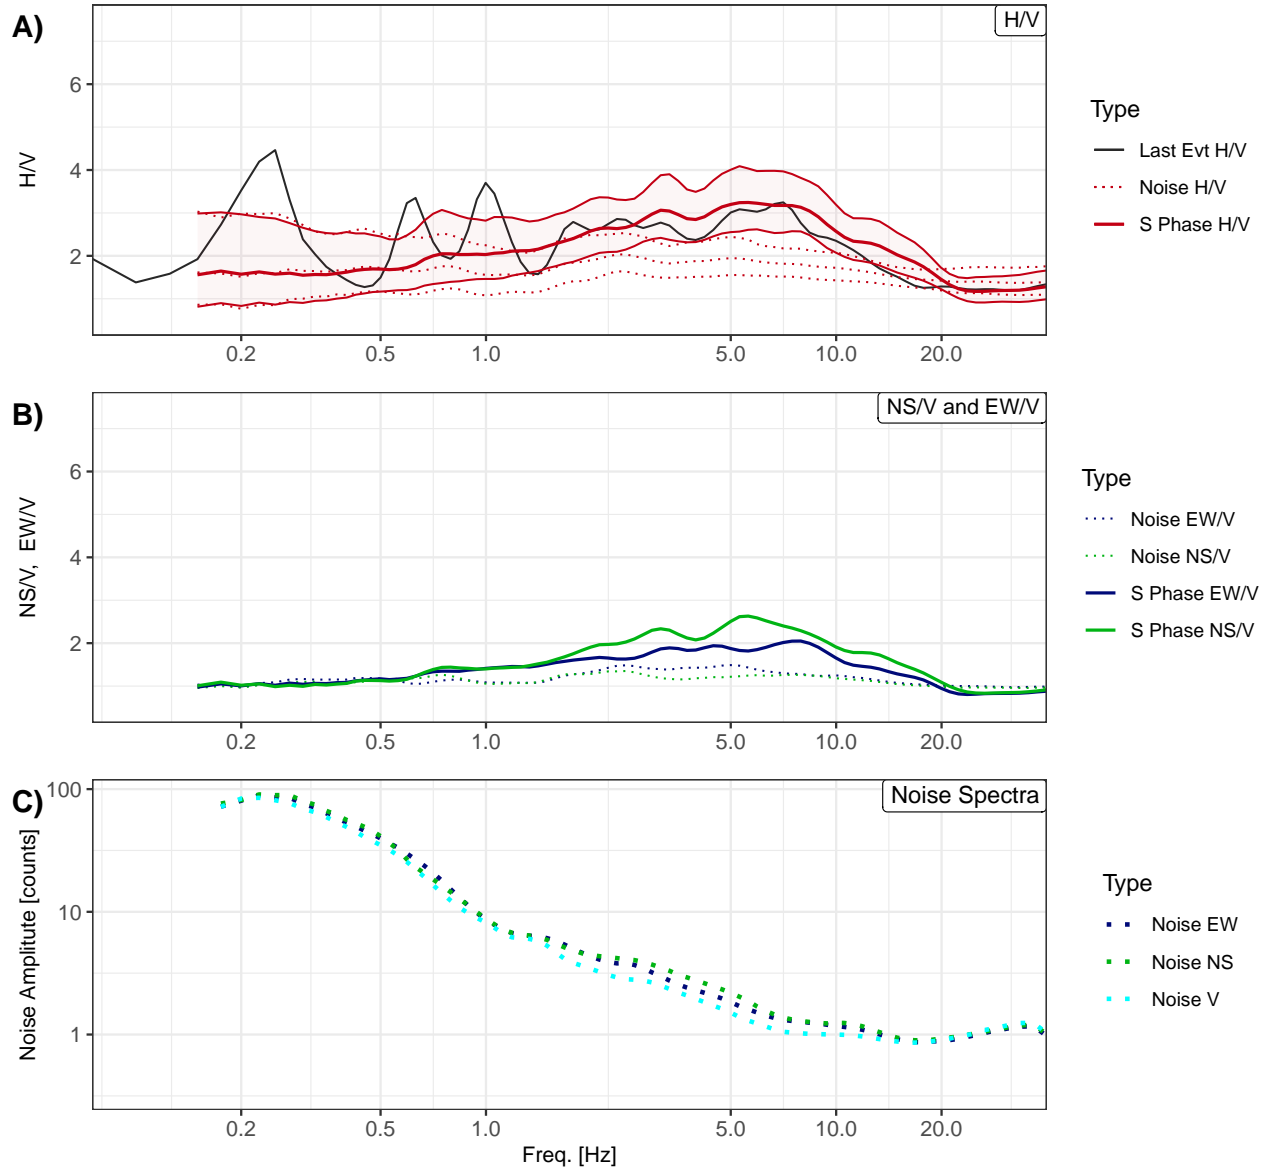 A)
H/V
H/V
6
4
2
0.2 0.5 1.0 5.0 10.0 20.0
Type
Last Evt H/V
Noise H/V
S Phase H/V
B)
NS/V and EW/V
NS/V,  EW/V
6
4
2
0.2 0.5 1.0 5.0 10.0 20.0
Type
Noise EW/V
Noise NS/V
S Phase EW/V
S Phase NS/V
C)
Noise Spectra
Noise Amplitute [counts]
100
10
1
0.2 0.5 1.0 5.0 10.0 20.0
Freq. [Hz]
Type
Noise EW
Noise NS
Noise V